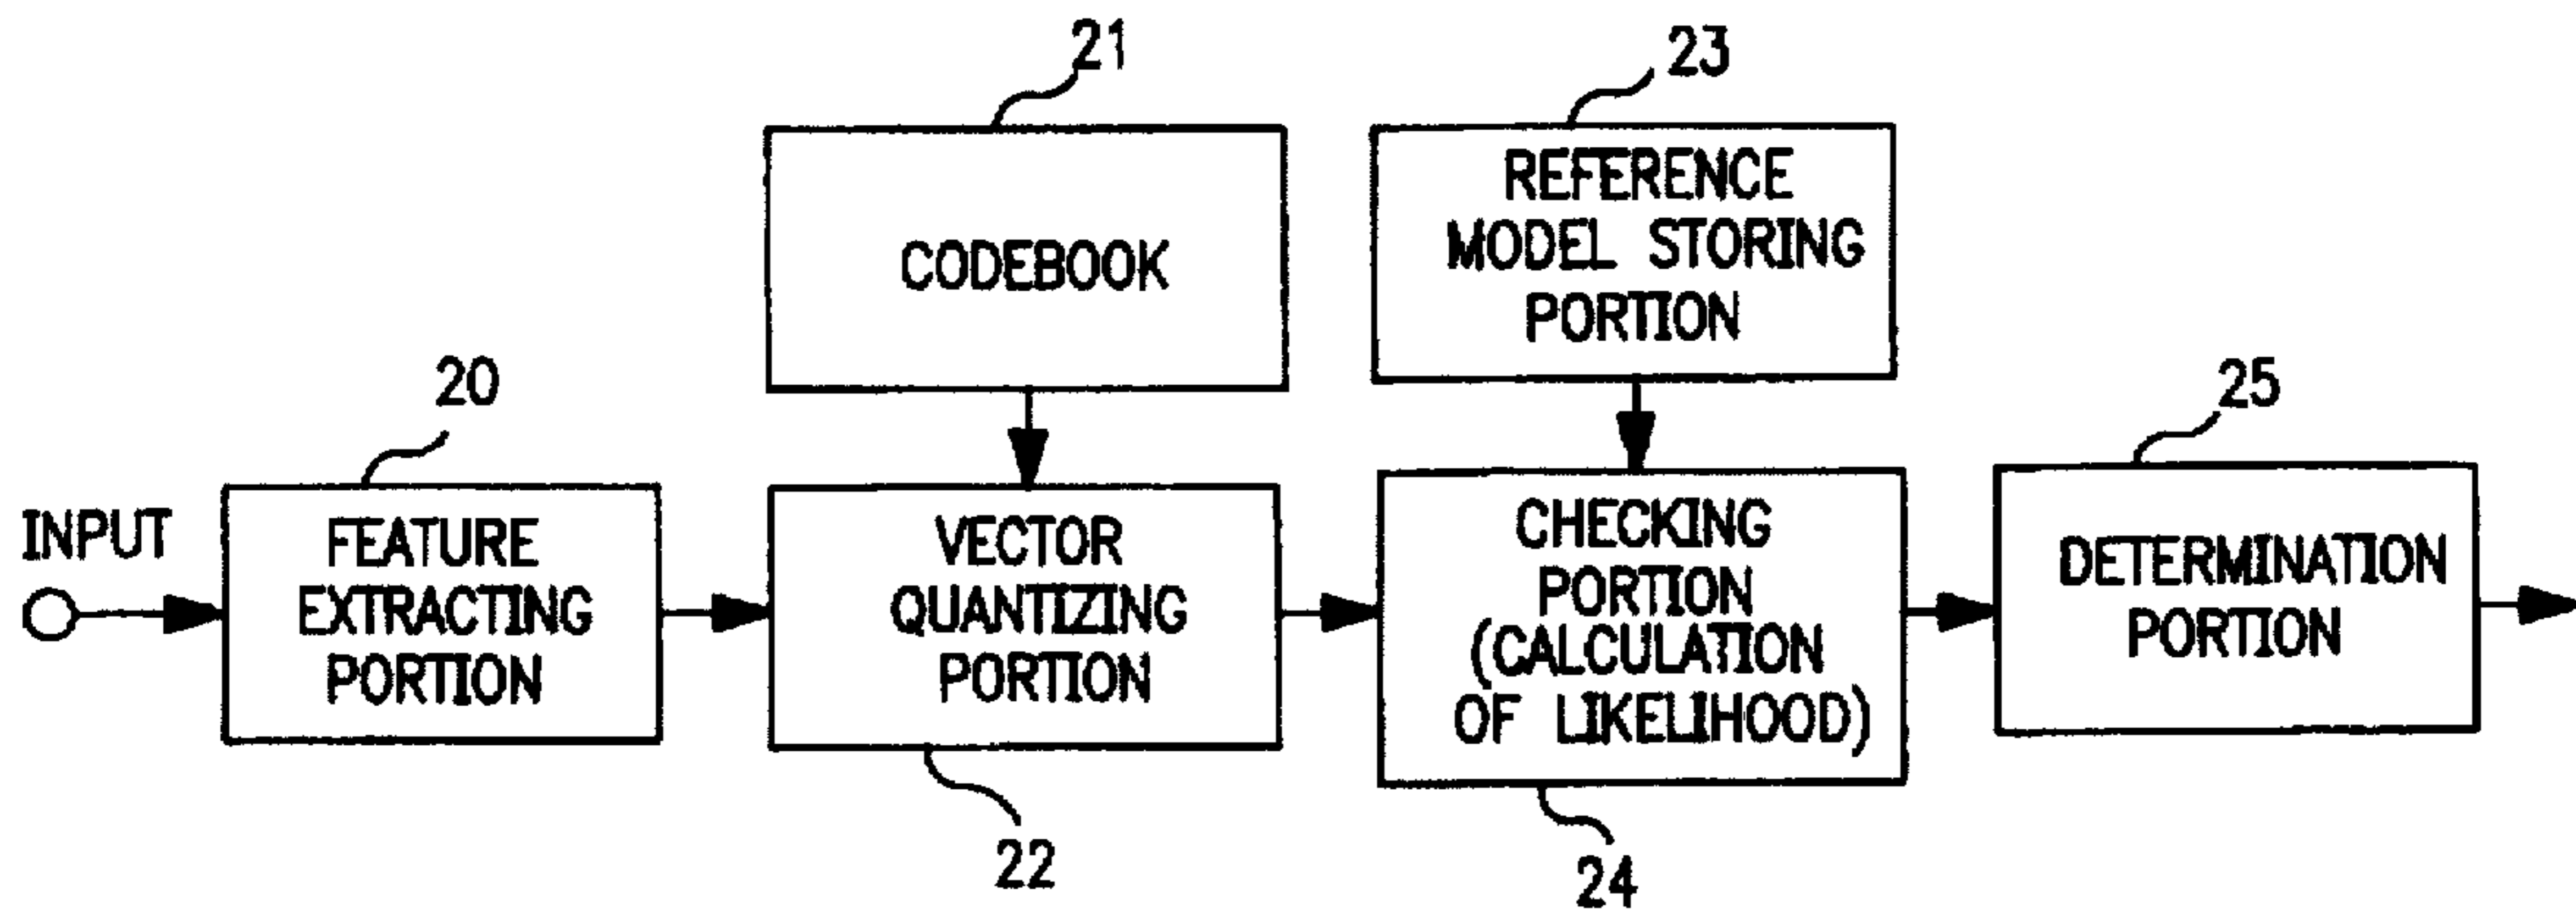 21
23
CODEBOOK
REFERENCE
MODEL STORING
PORTION
20
25
INPUT
FEATURE
EXTRACTING
PORTION
VECTOR
QUANTIZING
PORTION
CHECKING
PORTION
(CALCULATION
OF LIKELIHOOD)
DETERMINATION
PORTION
22
24